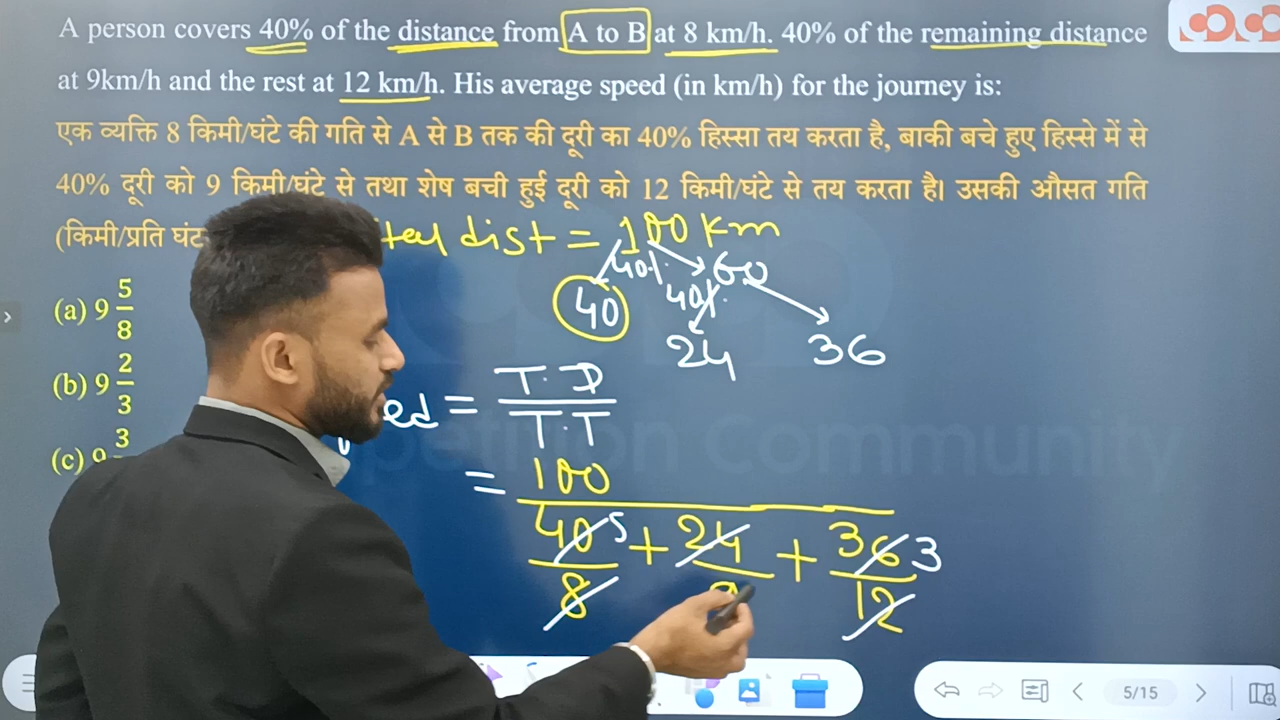 A person covers 40% of the distance from A to B at 8 km/h. 40% of the remaining distance
at 9km/h and the rest at 12 km/h. His average speed (in km/h) for the journey is:
एक व्यक्ति 8 किमी/घंटे की गति से A से B तक की दूरी का 40% हिस्सा तय करता है, बाकी बचे हुए हिस्से में से
40% दूरी को 9 किमी/घंटे से तथा शेष बची हुई दूरी को 12 किमी/घंटे से तय करता है। उसकी औसत गति
(किमी/प्रति
dist = 100 Km
40% 60
40 40%
24 36
(a) 9 5/8
(b) 9 2/3
(c) 9 3
= T.D / T.T
= 100
40 5 + 24 + 36 3
8 12
community
5/15